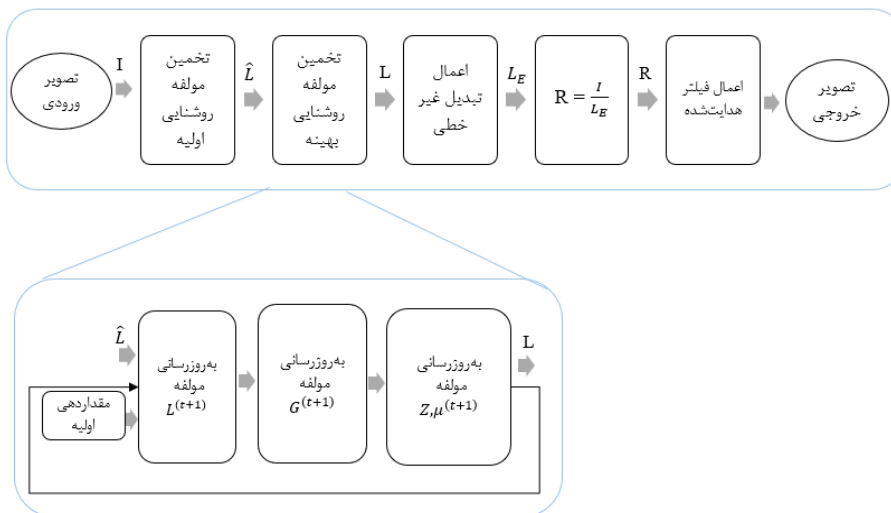 تصویر
ورودی
I
تخمین
مولفه
روشنایی
اولیه
L̂
تخمین
مولفه
روشنایی
بهینه
L
اعمال
تبدیل غیر
خطی
L_E
R = I / L_E
R
اعمال فیلتر
هدایت‌شده
تصویر
خروجی
L̂
مقداردهی
اولیه
به‌روزرسانی
مولفه
L^(t+1)
به‌روزرسانی
مولفه
G^(t+1)
به‌روزرسانی
مولفه
Z,μ^(t+1)
L